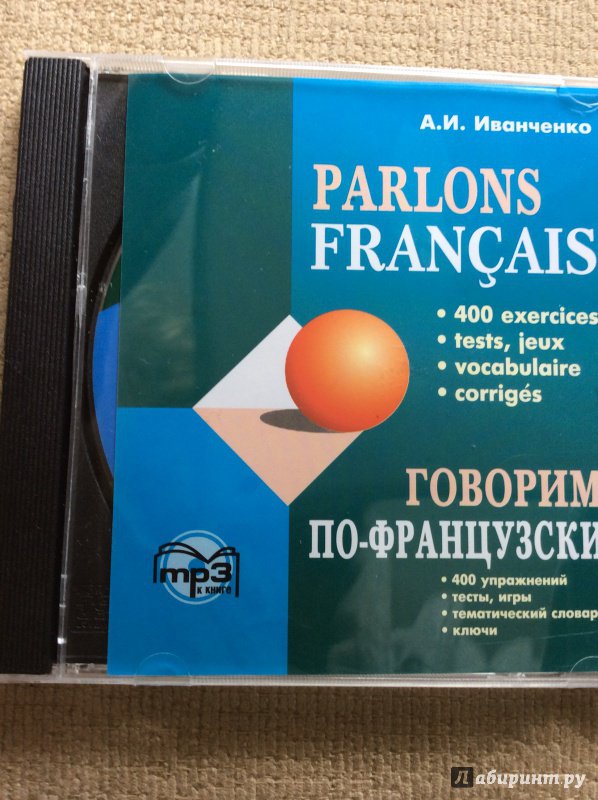 А.И. Иванченко
PARLONS
FRANÇAIS
• 400 exercices
• tests, jeux
• vocabulaire
• corrigés
ГОВОРИМ
ПО-ФРАНЦУЗСКИ
• 400 упражнений
• тесты, игры
• тематический словар
• ключи
mp3
к книге
Л лабиринт.ру